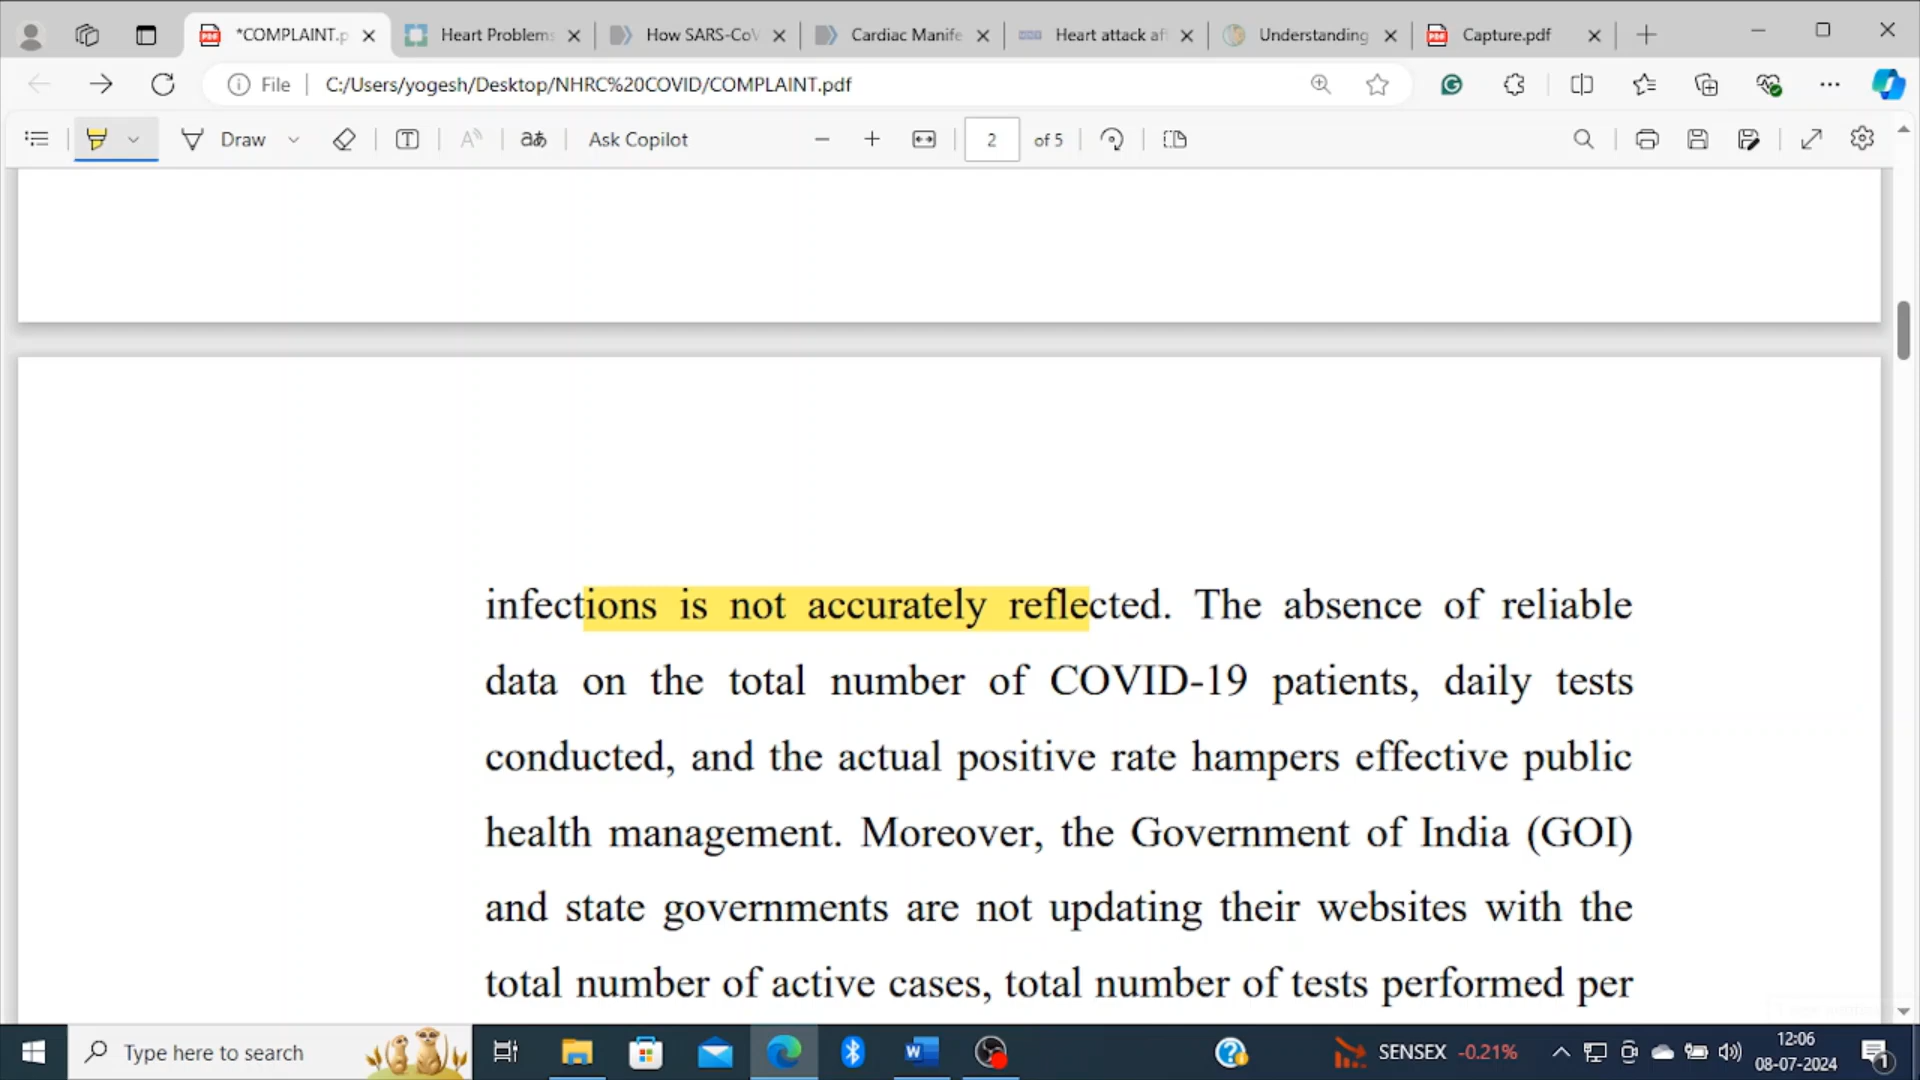 *COMPLAINT.p
Heart Problems
How SARS-CoV
Cardiac Manife
Heart attack aft
Understanding
Capture.pdf
File
C:/Users/yogesh/Desktop/NHRC%20COVID/COMPLAINT.pdf
Draw
Ask Copilot
2
of 5
infections is not accurately reflected. The absence of reliable
data on the total number of COVID-19 patients, daily tests
conducted, and the actual positive rate hampers effective public
health management. Moreover, the Government of India (GOI)
and state governments are not updating their websites with the
total number of active cases, total number of tests performed per
Type here to search
SENSEX -0.21%
12:06
08-07-2024
1